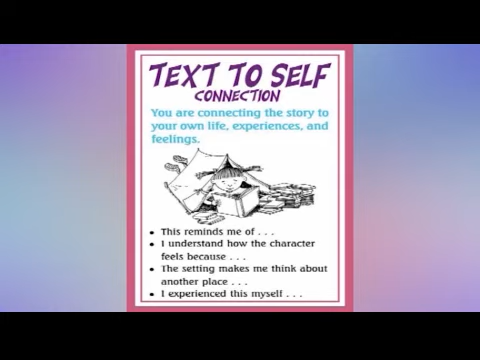 TEXT TO SELF
CONNECTION
You are connecting the story to
your own life, experiences, and
feelings.
• This reminds me of . . .
• I understand how the character
feels because . . .
• The setting makes me think about
another place . . .
• I experienced this myself . . .